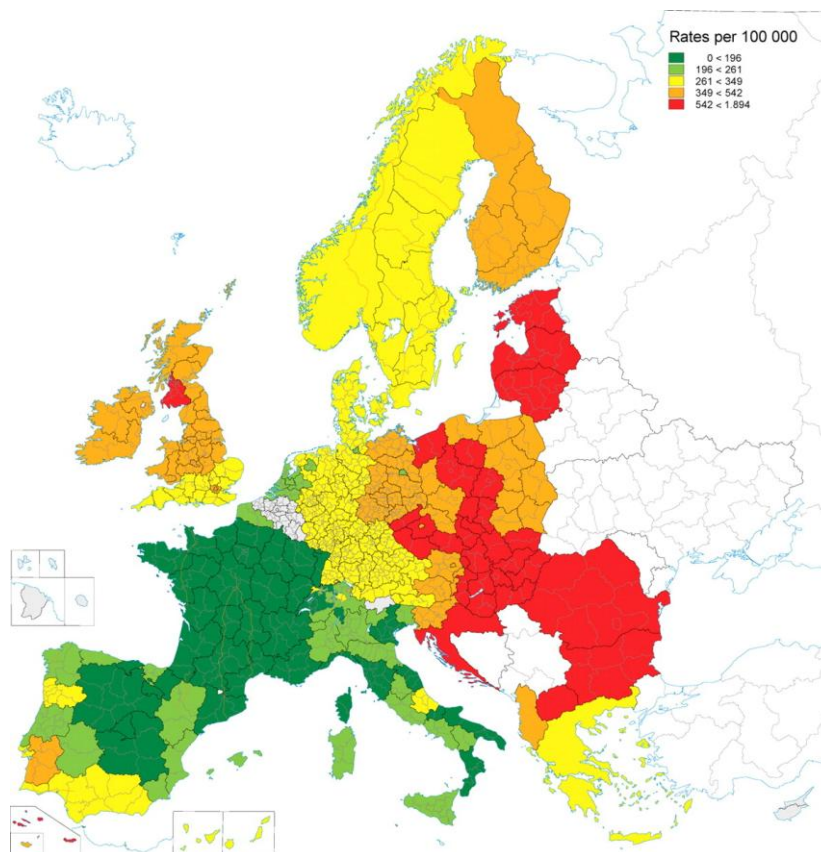 Rates per 100 000
0 < 196
196 < 261
261 < 349
349 < 542
542 < 1.894